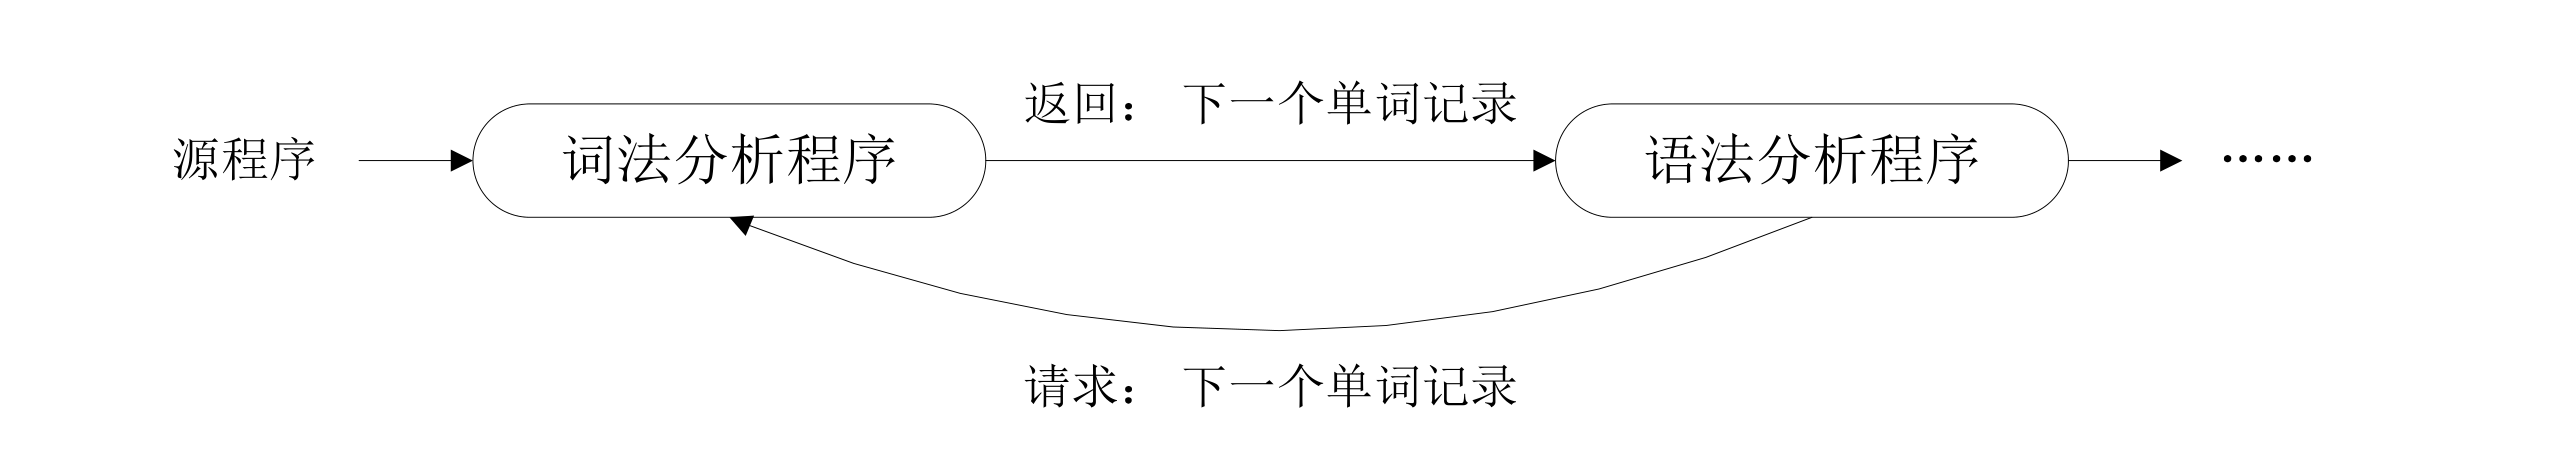 返回： 下一个单词记录
源程序
词法分析程序
语法分析程序
……
请求： 下一个单词记录